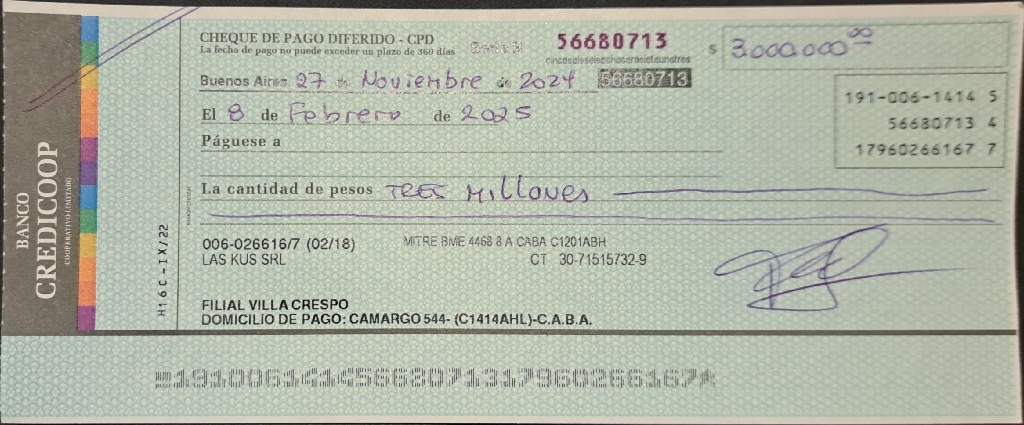 BANCO
CREDICOOP
COOPERATIVO LIMITADO
CHEQUE DE PAGO DIFERIDO - CPD
La fecha de pago no puede exceder un plazo de 360 días
56680713
56680713
$ 3.000.000⁰⁰
Buenos Aires 27 de Noviembre de 2024
El 8 de Febrero de 2025
Páguese a
191-006-1414 5
56680713 4
17960266167 7
La cantidad de pesos TRES Millones
H16C-IX/22
006-026616/7 (02/18)
LAS KUS SRL
MITRE BME 4468 8 A CABA C1201ABH
CT 30-71515732-9
FILIAL VILLA CRESPO
DOMICILIO DE PAGO: CAMARGO 544- (C1414AHL)-C.A.B.A.